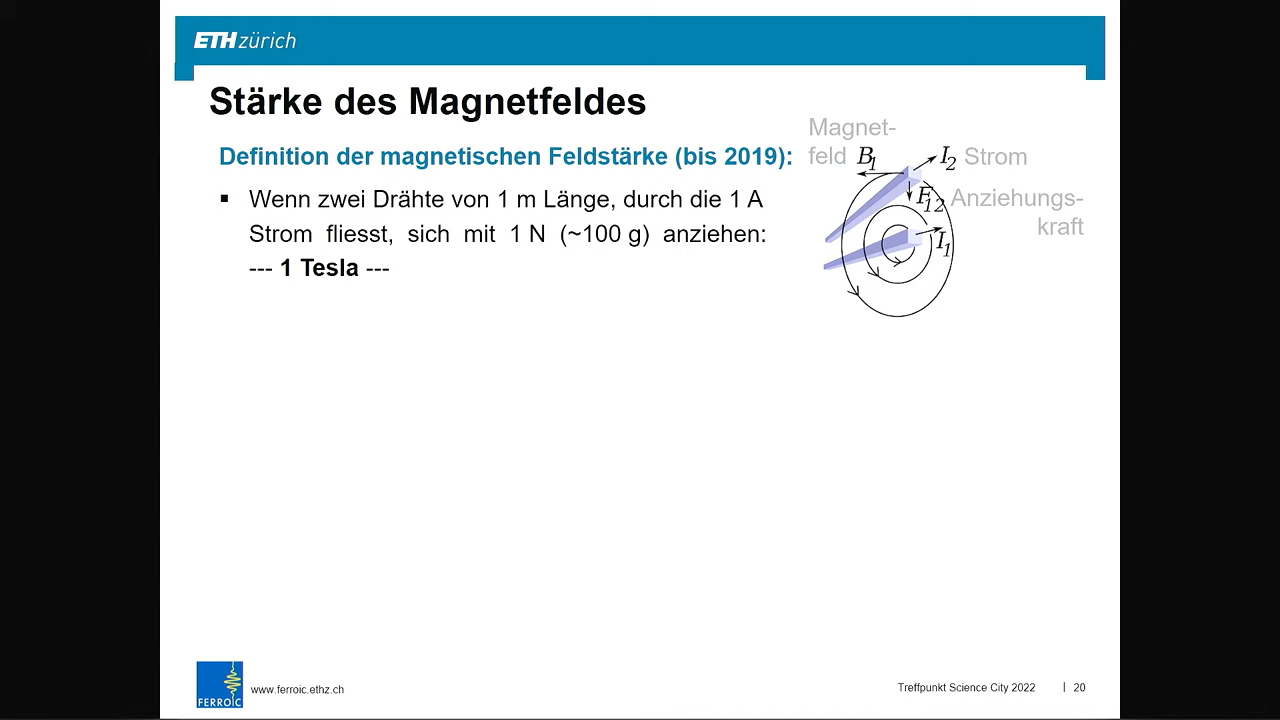 ETH zürich
Stärke des Magnetfeldes
Definition der magnetischen Feldstärke (bis 2019):
▪ Wenn zwei Drähte von 1 m Länge, durch die 1 A
Strom fliesst, sich mit 1 N (~100 g) anziehen:
--- 1 Tesla ---
Magnet-
feld B1 I2 Strom
F12 Anziehungs-
kraft
I1
FERROIC
www.ferroic.ethz.ch
Treffpunkt Science City 2022 | 20